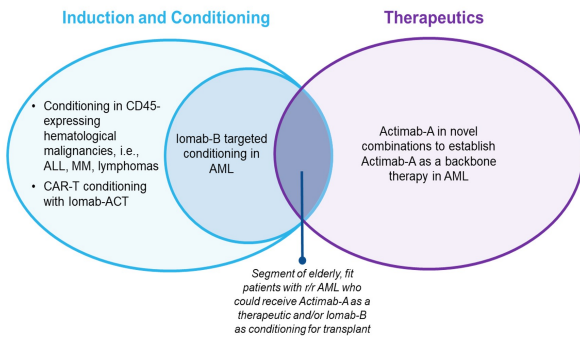 Induction and Conditioning
Therapeutics
• Conditioning in CD45-
expressing
hematological
malignancies, i.e.,
ALL, MM, lymphomas
• CAR-T conditioning
with Iomab-ACT
Iomab-B targeted
conditioning in
AML
Actimab-A in novel
combinations to establish
Actimab-A as a backbone
therapy in AML
Segment of elderly, fit
patients with r/r AML who
could receive Actimab-A as a
therapeutic and/or Iomab-B
as conditioning for transplant